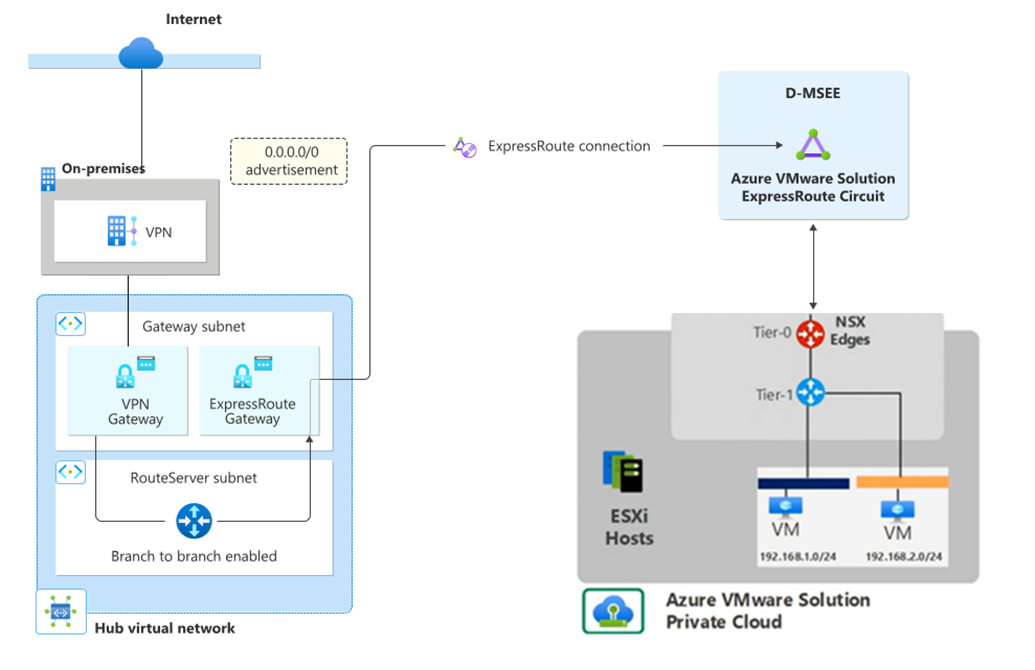 Internet
On-premises
0.0.0.0/0
advertisement
VPN
ExpressRoute connection
D-MSEE
Azure VMware Solution
ExpressRoute Circuit
Gateway subnet
VPN
Gateway
ExpressRoute
Gateway
RouteServer subnet
Branch to branch enabled
Hub virtual network
Tier-0
NSX
Edges
Tier-1
ESXi
Hosts
VM
192.168.1.0/24
VM
192.168.2.0/24
Azure VMware Solution
Private Cloud